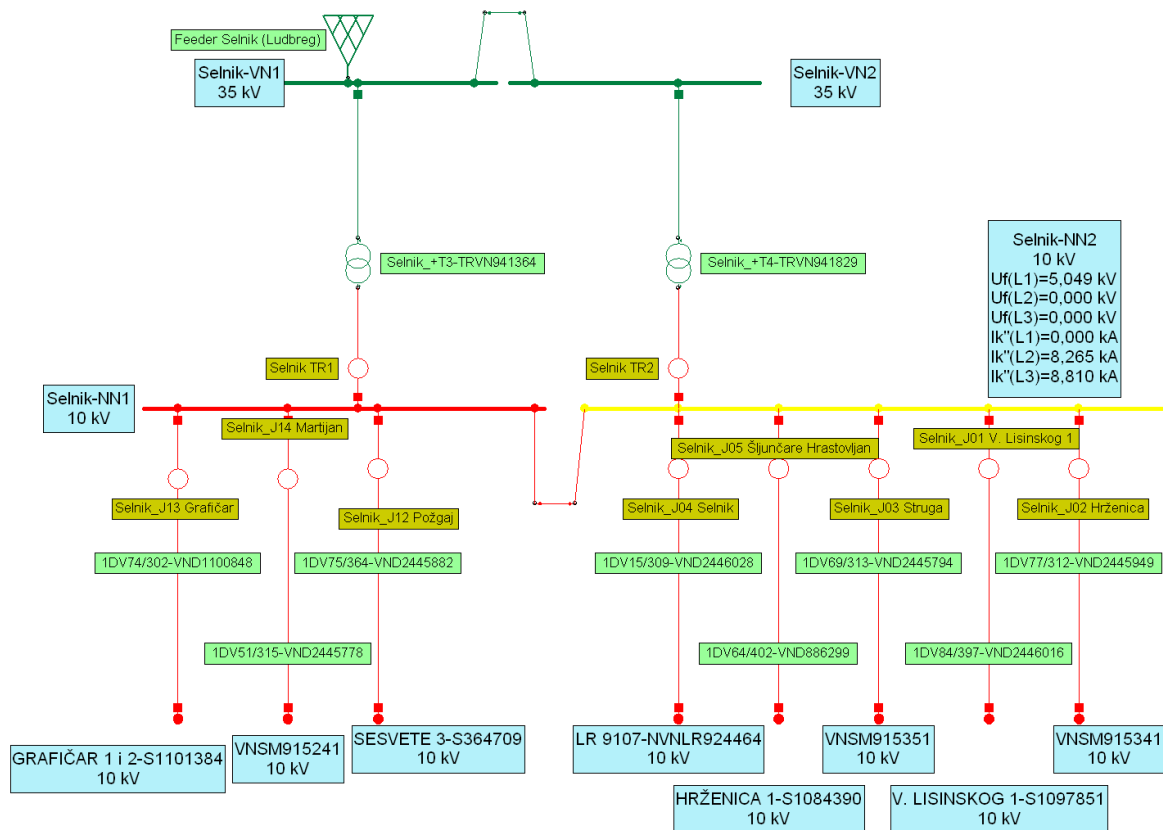 Feeder Selnik (Ludbreg)
Selnik-VN1
35 kV
Selnik-VN2
35 kV
Selnik_+T3-TRVN941364
Selnik_+T4-TRVN941829
Selnik-NN2
10 kV
Uf(L1)=5,049 kV
Uf(L2)=0,000 kV
Uf(L3)=0,000 kV
Ik"(L1)=0,000 kA
Ik"(L2)=8,265 kA
Ik"(L3)=8,810 kA
Selnik TR1
Selnik TR2
Selnik-NN1
10 kV
Selnik_J14 Martijan
Selnik_J05 Šljunčare Hrastovljan
Selnik_J01 V. Lisinskog 1
Selnik_J13 Grafičar
Selnik_J12 Požgaj
Selnik_J04 Selnik
Selnik_J03 Struga
Selnik_J02 Hrženica
1DV74/302-VND1100848
1DV75/364-VND2445882
1DV15/309-VND2446028
1DV69/313-VND2445794
1DV77/312-VND2445949
1DV51/315-VND2445778
1DV64/402-VND886299
1DV84/397-VND2446016
GRAFIČAR 1 i 2-S1101384
10 kV
VNSM915241
10 kV
SESVETE 3-S364709
10 kV
LR 9107-NVNLR924464
10 kV
VNSM915351
10 kV
VNSM915341
10 kV
HRŽENICA 1-S1084390
10 kV
V. LISINSKOG 1-S1097851
10 kV